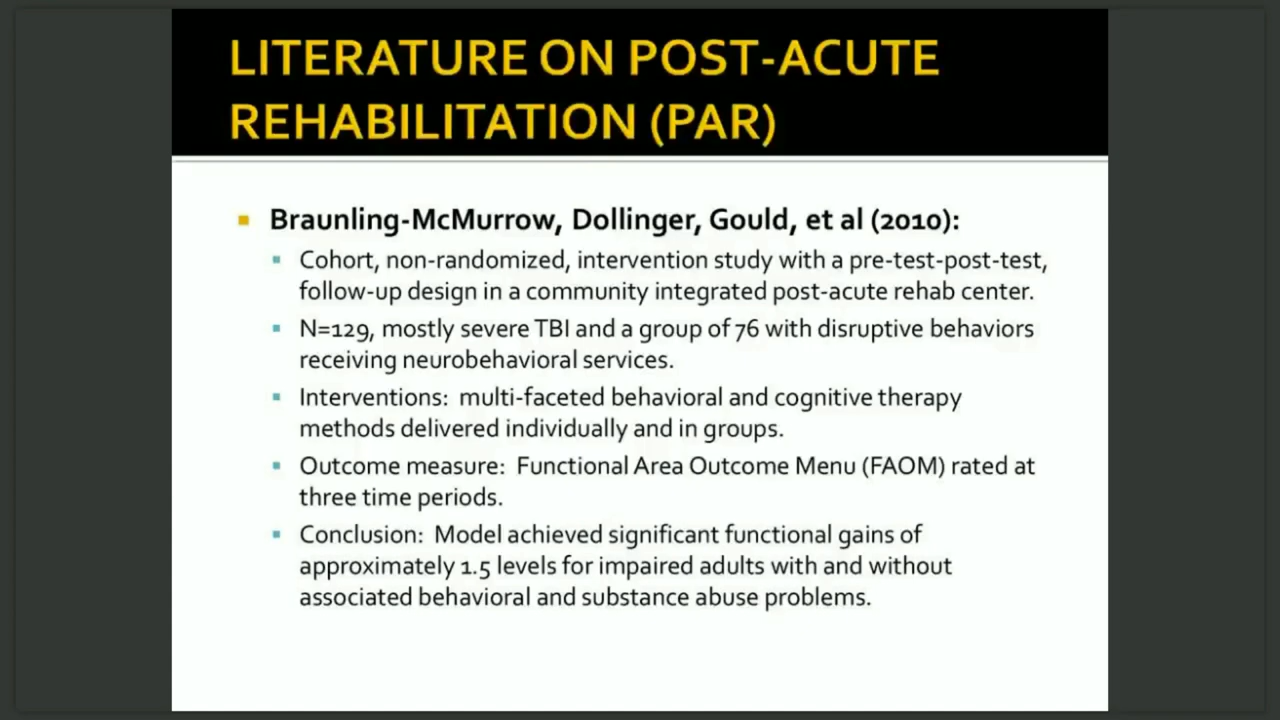 LITERATURE ON POST-ACUTE
REHABILITATION (PAR)
Braunling-McMurrow, Dollinger, Gould, et al (2010):
Cohort, non-randomized, intervention study with a pre-test-post-test,
follow-up design in a community integrated post-acute rehab center.
N=129, mostly severe TBI and a group of 76 with disruptive behaviors
receiving neurobehavioral services.
Interventions: multi-faceted behavioral and cognitive therapy
methods delivered individually and in groups.
Outcome measure: Functional Area Outcome Menu (FAOM) rated at
three time periods.
Conclusion: Model achieved significant functional gains of
approximately 1.5 levels for impaired adults with and without
associated behavioral and substance abuse problems.